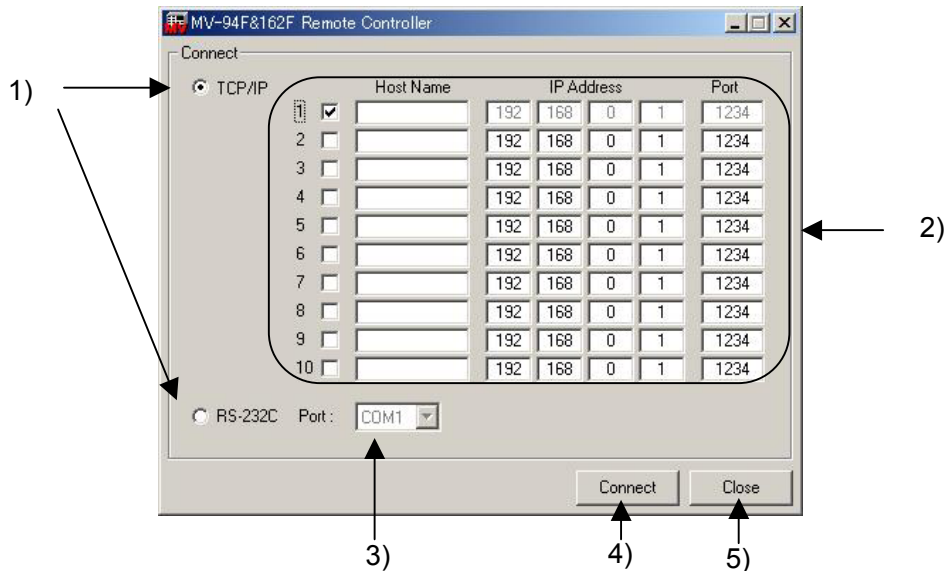 MV-94F&162F Remote Controller
Connect
1)
TCP/IP
Host Name IP Address Port
1 192 168 0 1 1234
2 192 168 0 1 1234
3 192 168 0 1 1234
4 192 168 0 1 1234
5 192 168 0 1 1234
2)
6 192 168 0 1 1234
7 192 168 0 1 1234
8 192 168 0 1 1234
9 192 168 0 1 1234
10 192 168 0 1 1234
RS-232C Port : COM1
Connect Close
3) 4) 5)